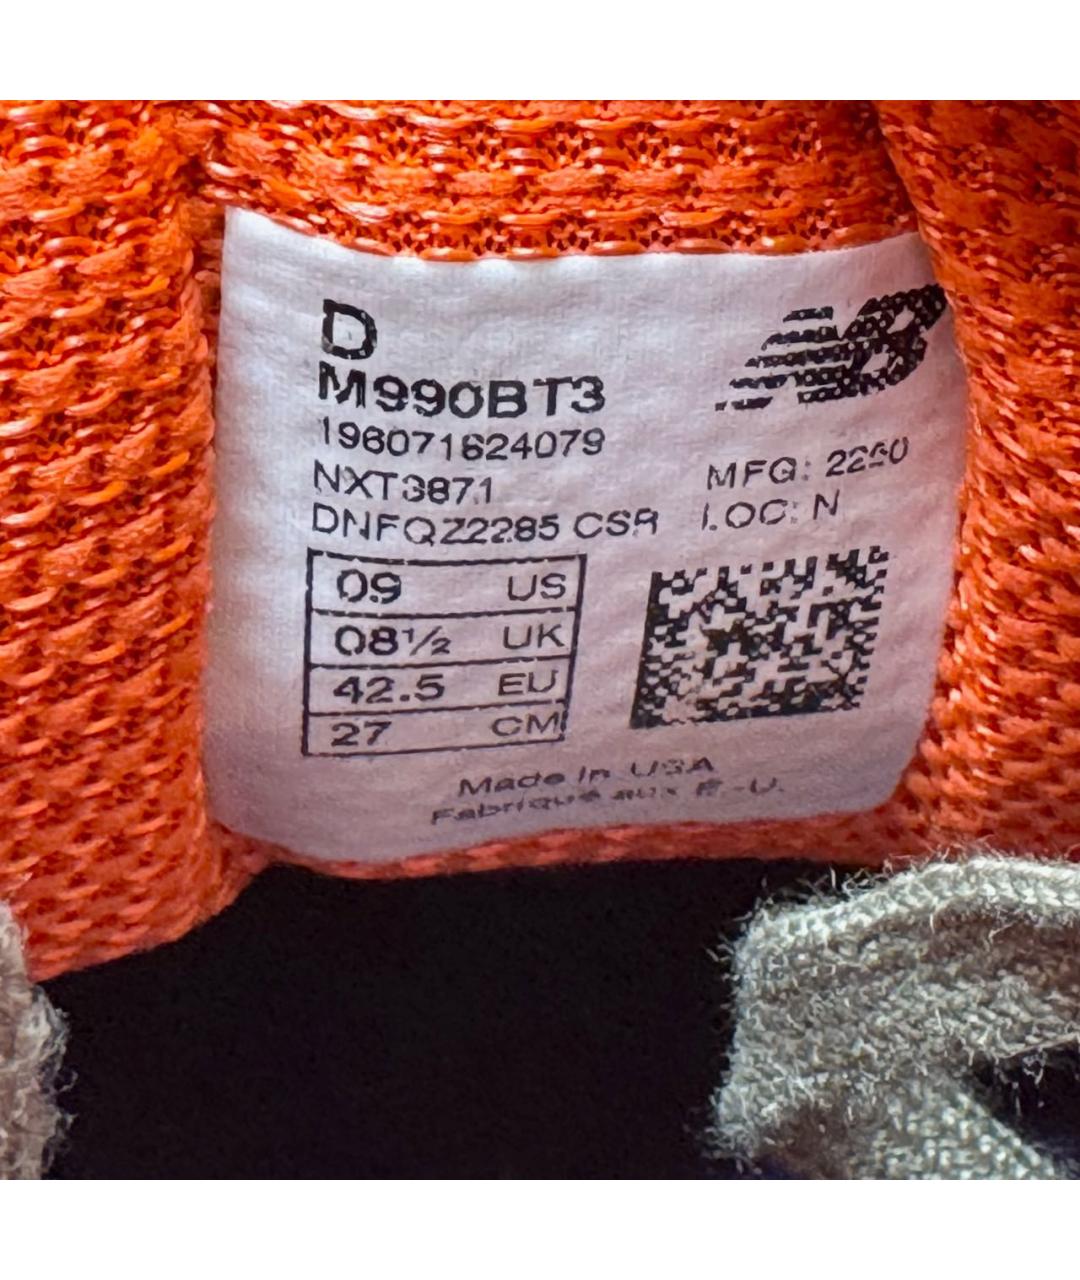 D
M990BT3
196071624079
NXT3871
DNFQZ2285 CSR
MFG:
LOC: N
09 US
08½ UK
42.5 EU
27 CM
Made in USA
Fabriqué aux E.-U.